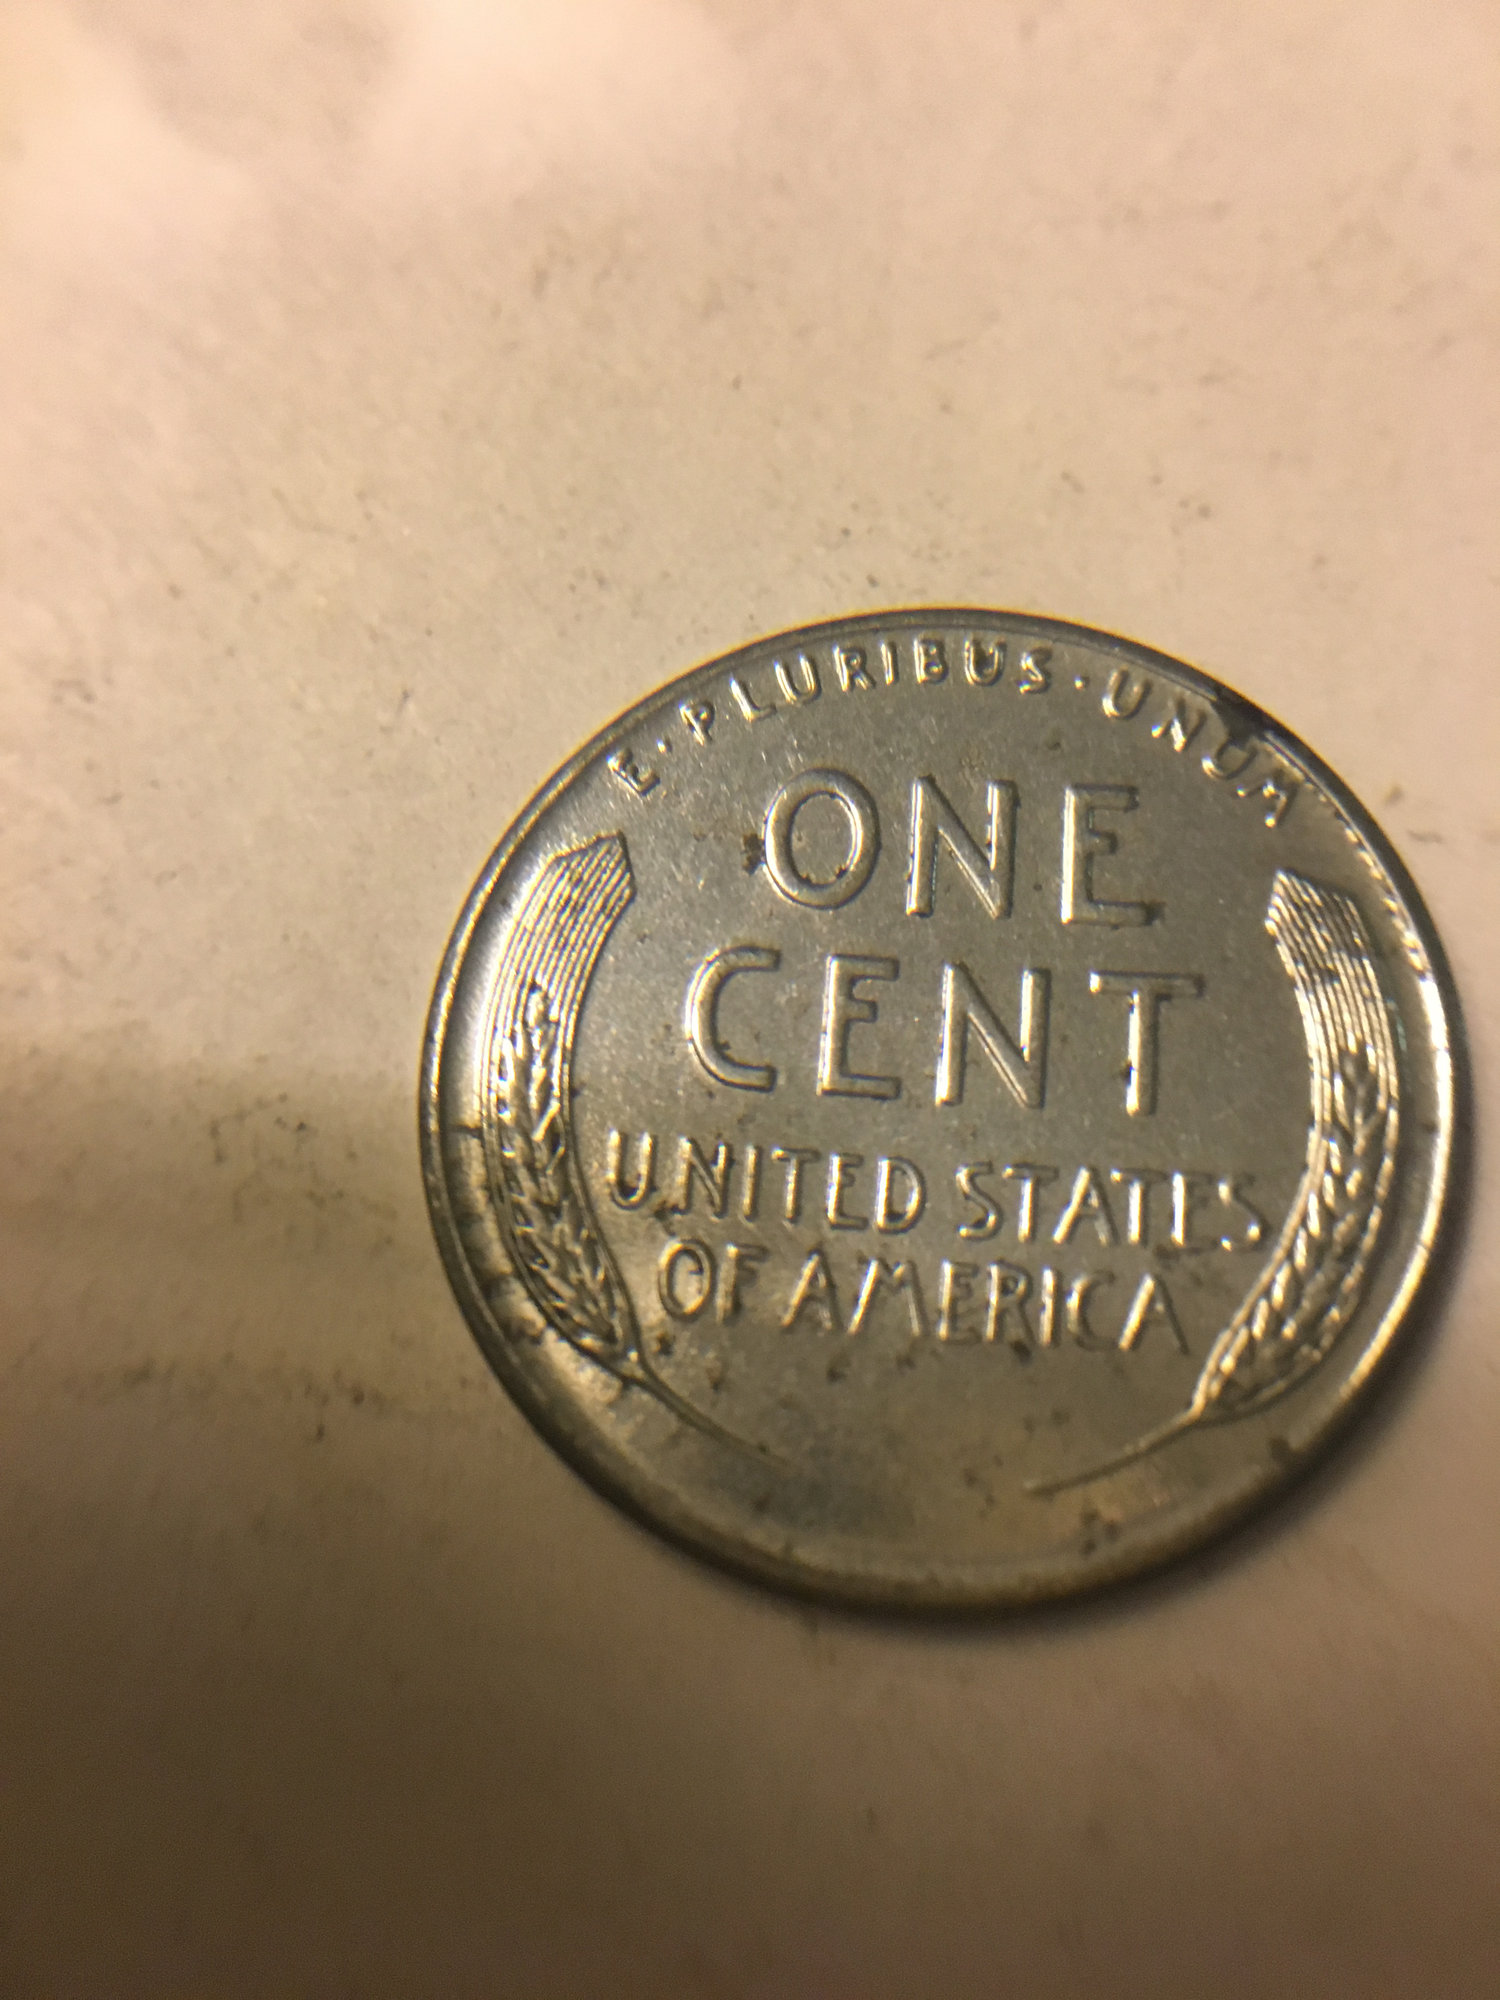 E·PLURIBUS·UNUM
ONE
CENT
UNITED STATES
OF AMERICA